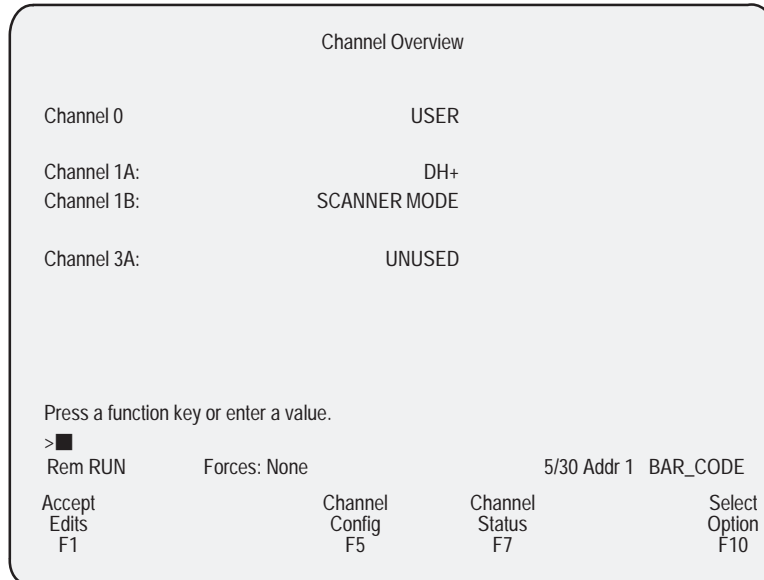 Channel Overview
Channel 0 USER
Channel 1A: DH+
Channel 1B: SCANNER MODE
Channel 3A: UNUSED
Press a function key or enter a value.
>
Rem RUN Forces: None 5/30 Addr 1 BAR_CODE
Accept Channel Channel Select
Edits Config Status Option
F1 F5 F7 F10